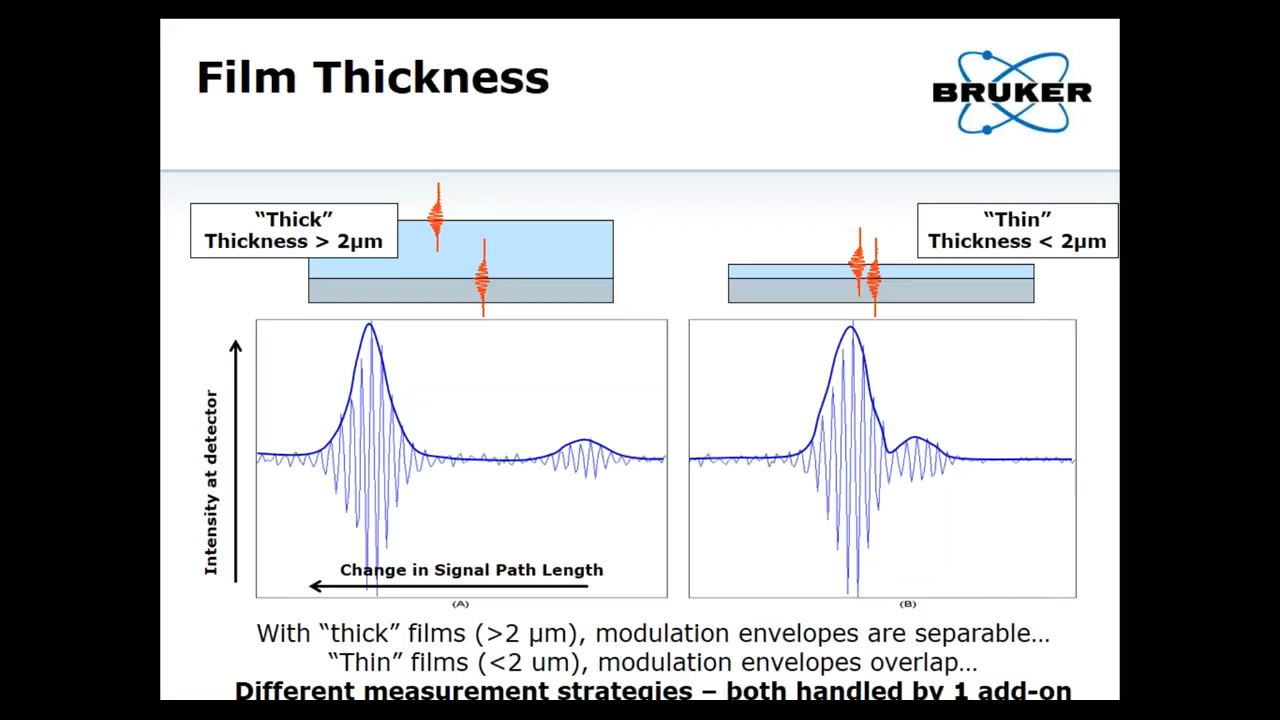 Film Thickness
BRUKER
“Thick”
Thickness > 2µm
“Thin”
Thickness < 2µm
Intensity at detector
Change in Signal Path Length
(A)
(B)
With “thick” films (>2 µm), modulation envelopes are separable…
“Thin” films (<2 um), modulation envelopes overlap…
Different measurement strategies – both handled by 1 add-on